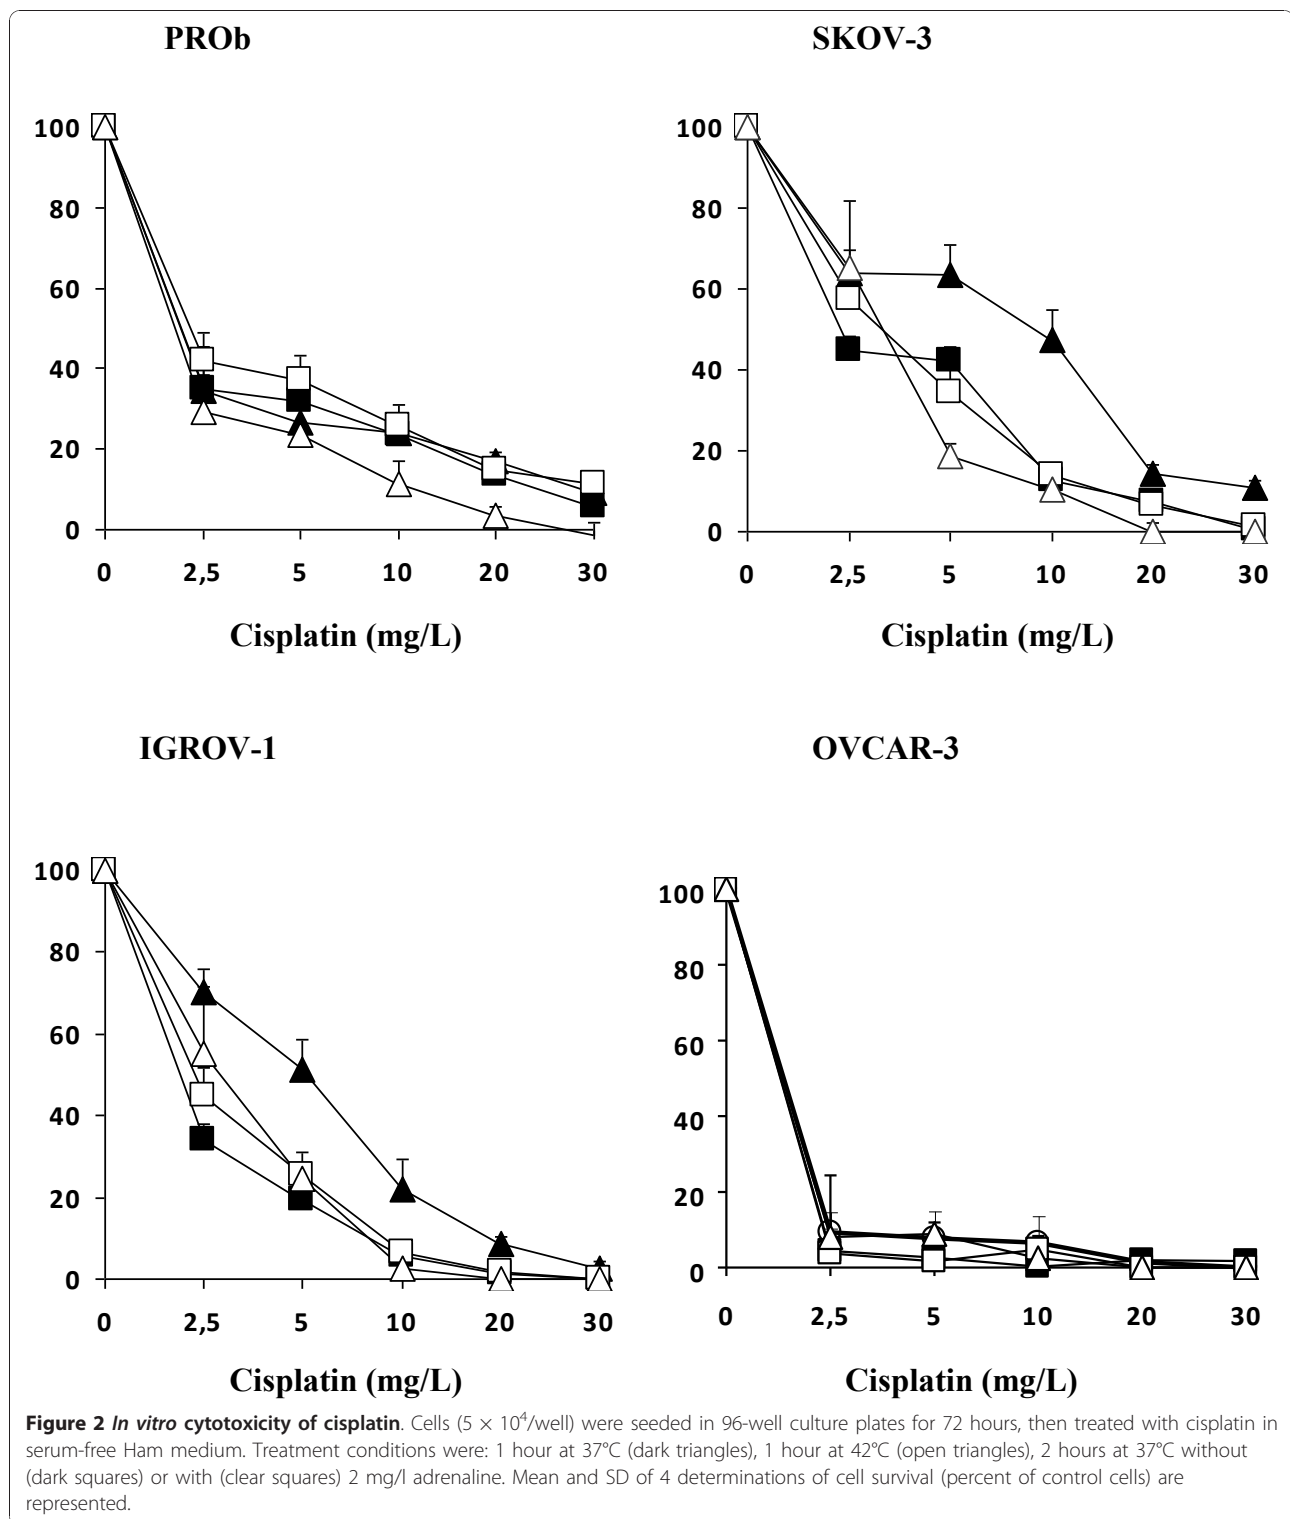 PROb
SKOV-3
100
80
60
40
20
0
0 2,5 5 10 20 30
Cisplatin (mg/L)
100
80
60
40
20
0
0 2,5 5 10 20 30
Cisplatin (mg/L)
IGROV-1
OVCAR-3
100
80
60
40
20
0
0 2,5 5 10 20 30
Cisplatin (mg/L)
100
80
60
40
20
0
0 2,5 5 10 20 30
Cisplatin (mg/L)
Figure 2 In vitro cytotoxicity of cisplatin. Cells (5 × 10⁴/well) were seeded in 96-well culture plates for 72 hours, then treated with cisplatin in
serum-free Ham medium. Treatment conditions were: 1 hour at 37°C (dark triangles), 1 hour at 42°C (open triangles), 2 hours at 37°C without
(dark squares) or with (clear squares) 2 mg/l adrenaline. Mean and SD of 4 determinations of cell survival (percent of control cells) are
represented.